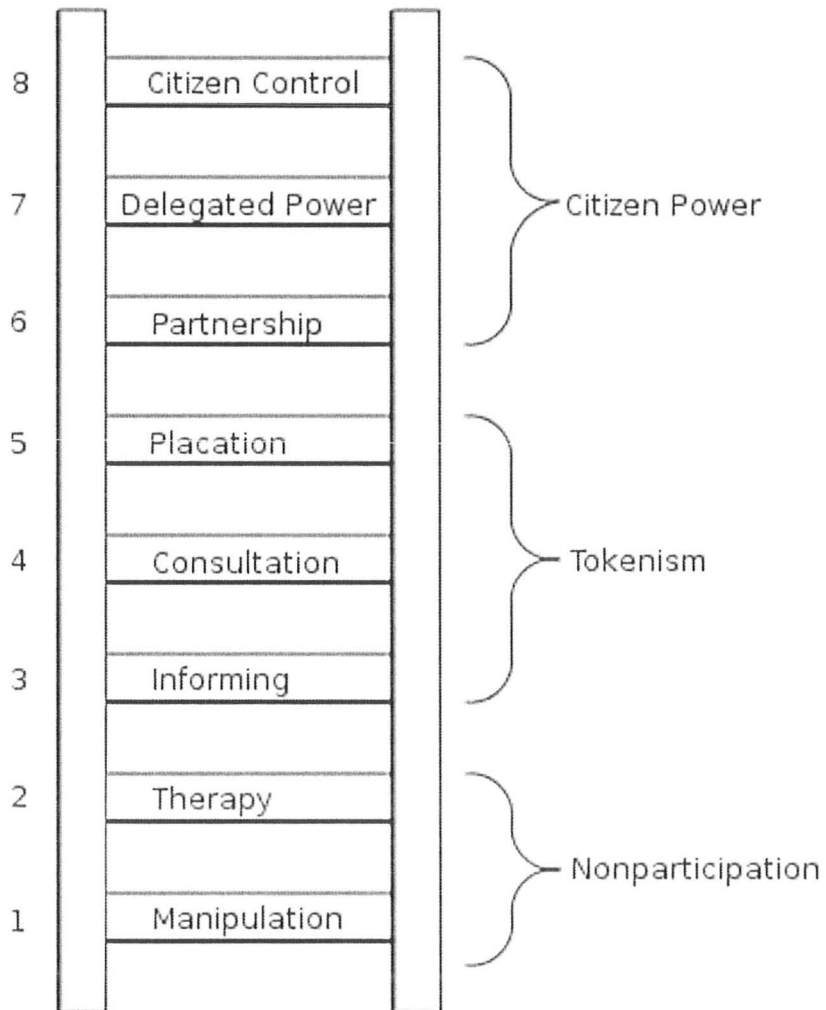 8 Citizen Control
7 Delegated Power
Citizen Power
6 Partnership
5 Placation
4 Consultation
Tokenism
3 Informing
2 Therapy
Nonparticipation
1 Manipulation